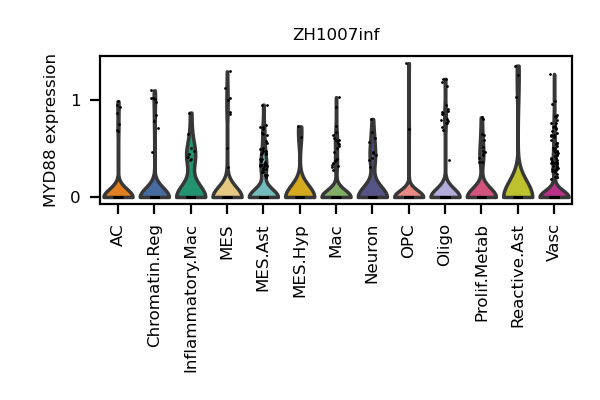 ZH1007inf
MYD88 expression
1
0
AC
Chromatin.Reg
Inflammatory.Mac
MES
MES.Ast
MES.Hyp
Mac
Neuron
OPC
Oligo
Prolif.Metab
Reactive.Ast
Vasc